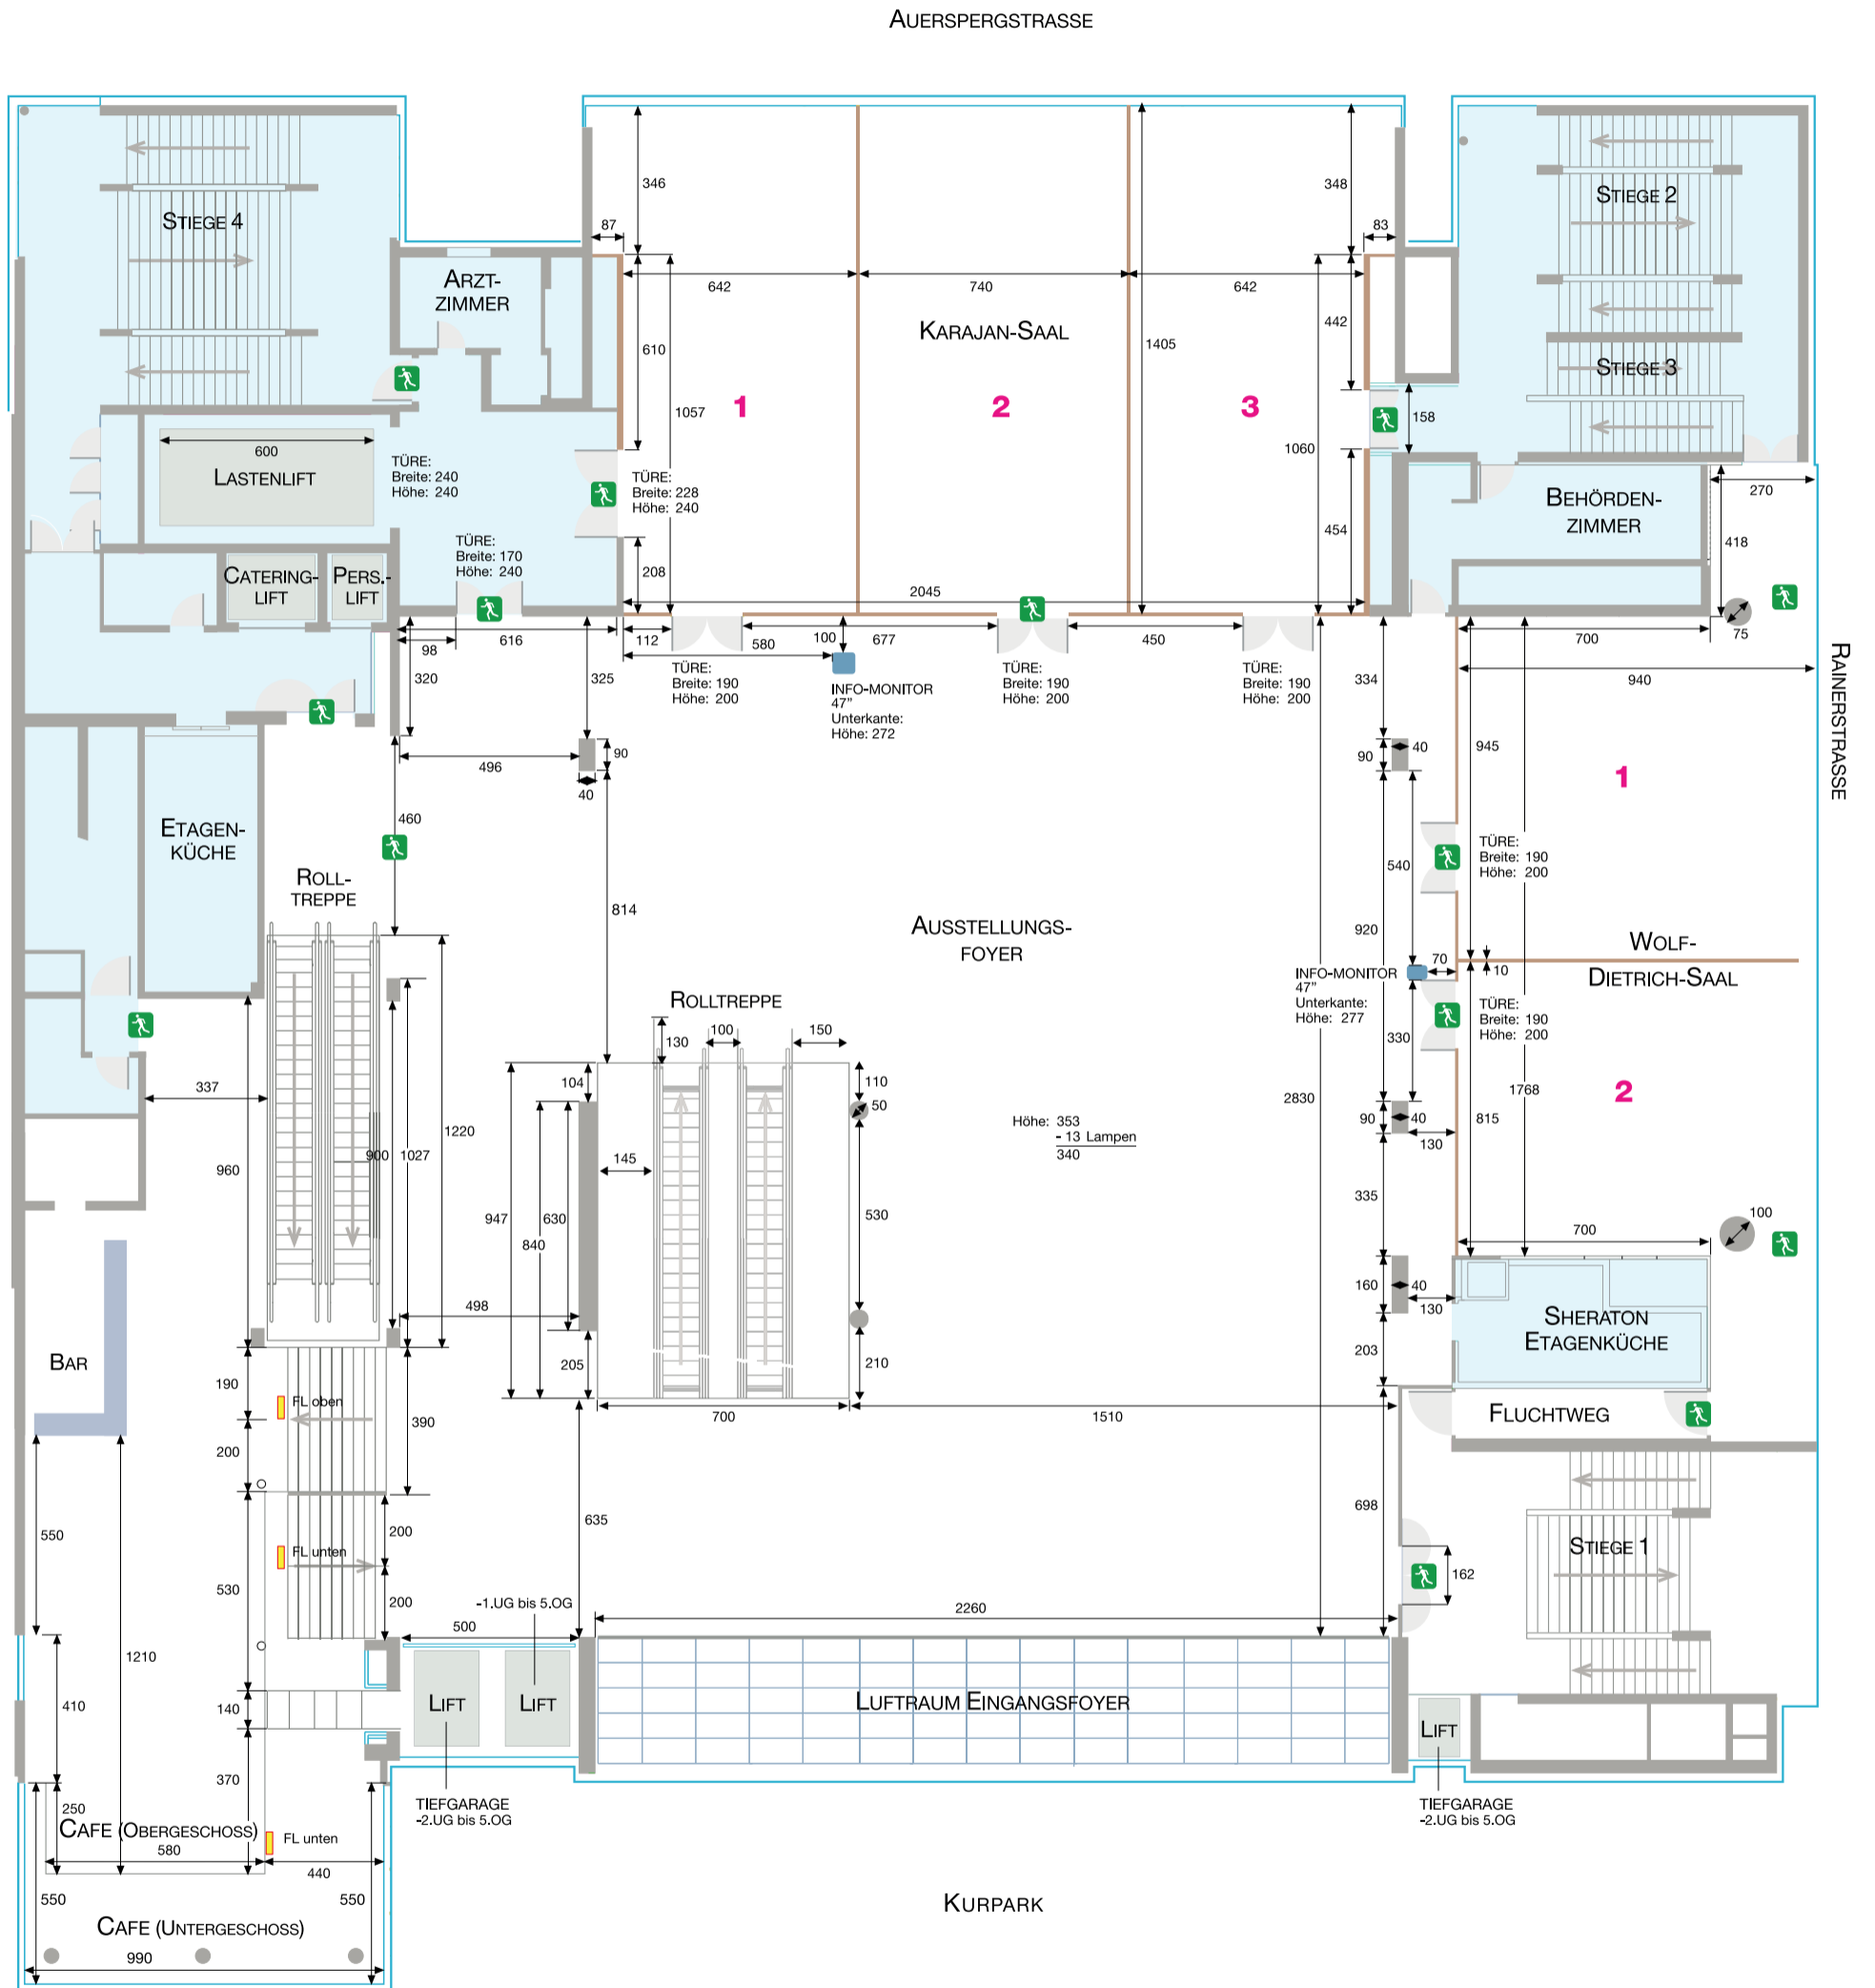 AUERSPERGSTRASSE
346
348
STIEGE 4
STIEGE 2
87
83
ARZT-
ZIMMER
642
740
642
KARAJAN-SAAL
610
1405
442
STIEGE 3
1057
1
2
3
158
1060
600
LASTENLIFT
TÜRE:
Breite: 240
Höhe: 240
TÜRE:
Breite: 228
Höhe: 240
270
BEHÖRDEN-
ZIMMER
454
418
TÜRE:
Breite: 170
Höhe: 240
208
CATERING-
LIFT
PERS.-
LIFT
2045
98
616
112
580
100
677
450
700
75
320
325
TÜRE:
Breite: 190
Höhe: 200
INFO-MONITOR
47"
Unterkante:
Höhe: 272
TÜRE:
Breite: 190
Höhe: 200
TÜRE:
Breite: 190
Höhe: 200
334
940
RAINERSTRASSE
496
90
40
90
40
945
1
460
ETAGEN-
KÜCHE
540
TÜRE:
Breite: 190
Höhe: 200
ROLL-
TREPPE
814
AUSSTELLUNGS-
FOYER
920
WOLF-
DIETRICH-SAAL
70
10
INFO-MONITOR
47"
Unterkante:
Höhe: 277
TÜRE:
Breite: 190
Höhe: 200
ROLLTREPPE
130
100
150
330
337
104
110
50
2830
1768
2
815
Höhe: 353
- 13 Lampen
340
90
40
130
960
900
1027
1220
145
947
630
840
530
335
100
700
498
160
40
130
SHERATON
ETAGENKÜCHE
BAR
205
210
203
190
FL oben
390
700
1510
FLUCHTWEG
200
550
200
635
698
FL unten
STIEGE 1
530
162
200
-1.UG bis 5.OG
500
2260
1210
410
140
LIFT
LIFT
LUFTRAUM EINGANGSFOYER
LIFT
370
250
TIEFGARAGE
-2.UG bis 5.OG
TIEFGARAGE
-2.UG bis 5.OG
CAFE (OBERGESCHOSS)
FL unten
580
440
550
550
KURPARK
CAFE (UNTERGESCHOSS)
990